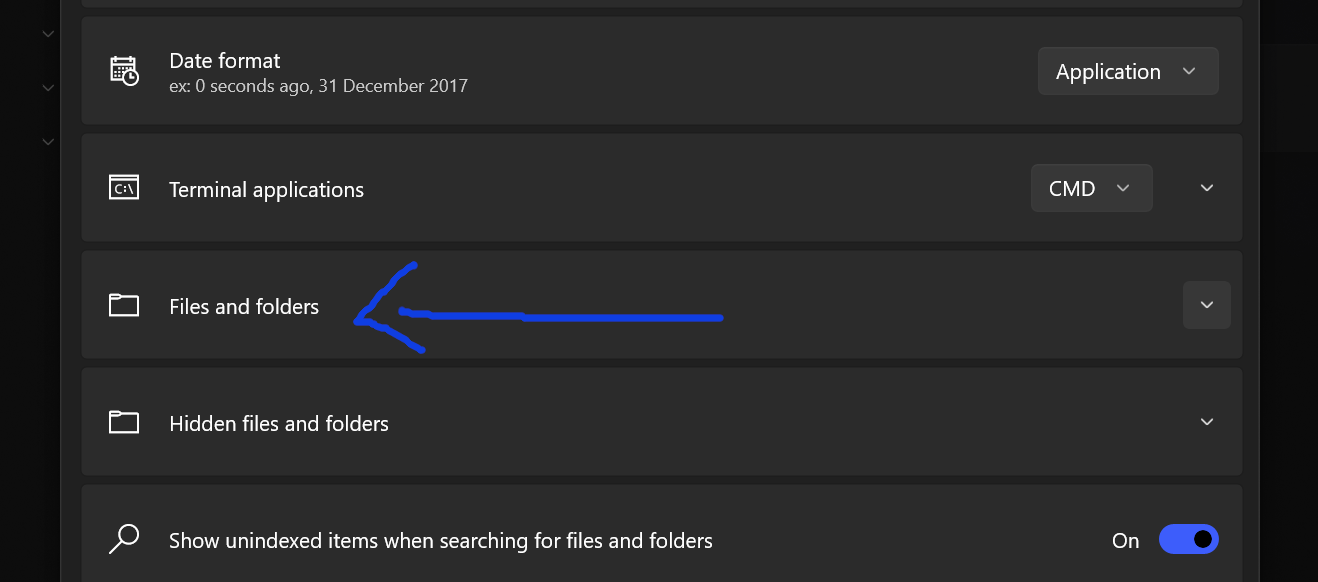 Date format
ex: 0 seconds ago, 31 December 2017
Application
C:\
Terminal applications
CMD
Files and folders
Hidden files and folders
Show unindexed items when searching for files and folders
On